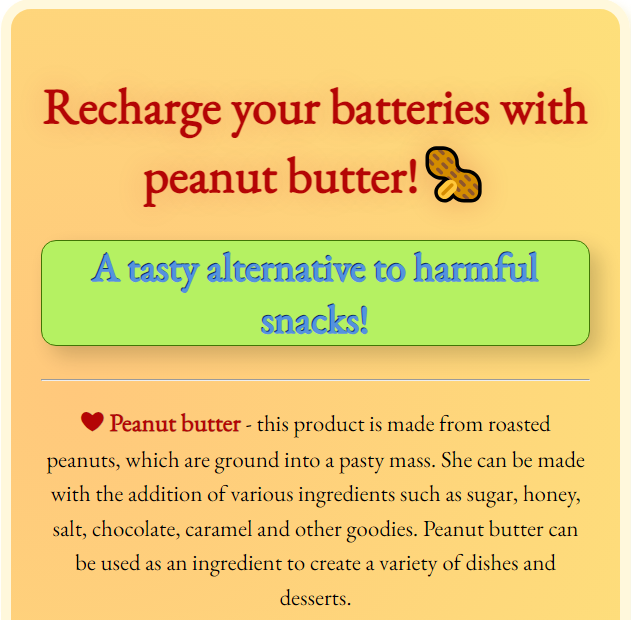 Recharge your batteries with
peanut butter!
A tasty alternative to harmful
snacks!
Peanut butter - this product is made from roasted
peanuts, which are ground into a pasty mass. She can be made
with the addition of various ingredients such as sugar, honey,
salt, chocolate, caramel and other goodies. Peanut butter can
be used as an ingredient to create a variety of dishes and
desserts.